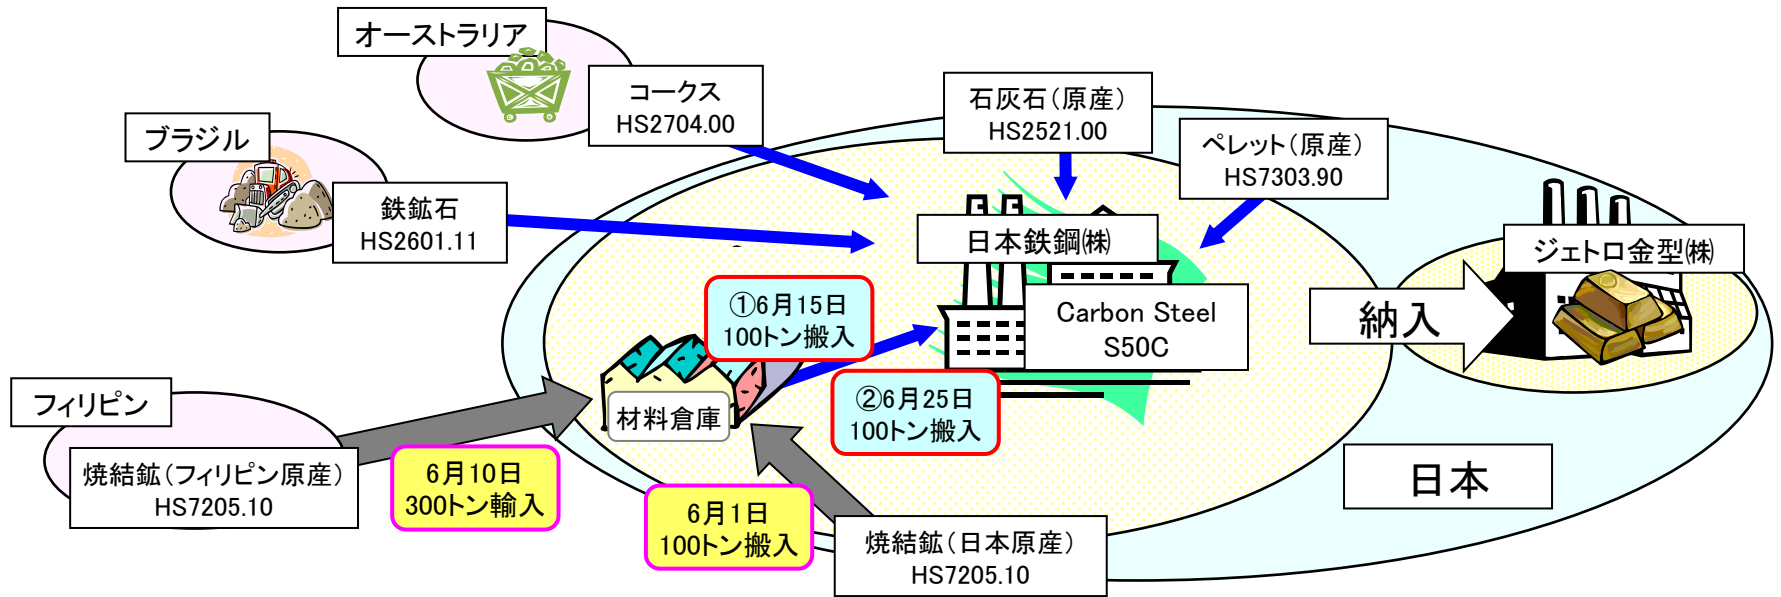 オーストラリア
コークス
HS2704.00
石灰石（原産）
HS2521.00
ペレット（原産）
HS7303.90
ブラジル
鉄鉱石
HS2601.11
日本鉄鋼㈱
ジェトロ金型㈱
①6月15日
100トン搬入
Carbon Steel
S50C
納入
フィリピン
材料倉庫
②6月25日
100トン搬入
焼結鉱（フィリピン原産）
HS7205.10
6月10日
300トン輸入
6月1日
100トン搬入
日本
焼結鉱（日本原産）
HS7205.10